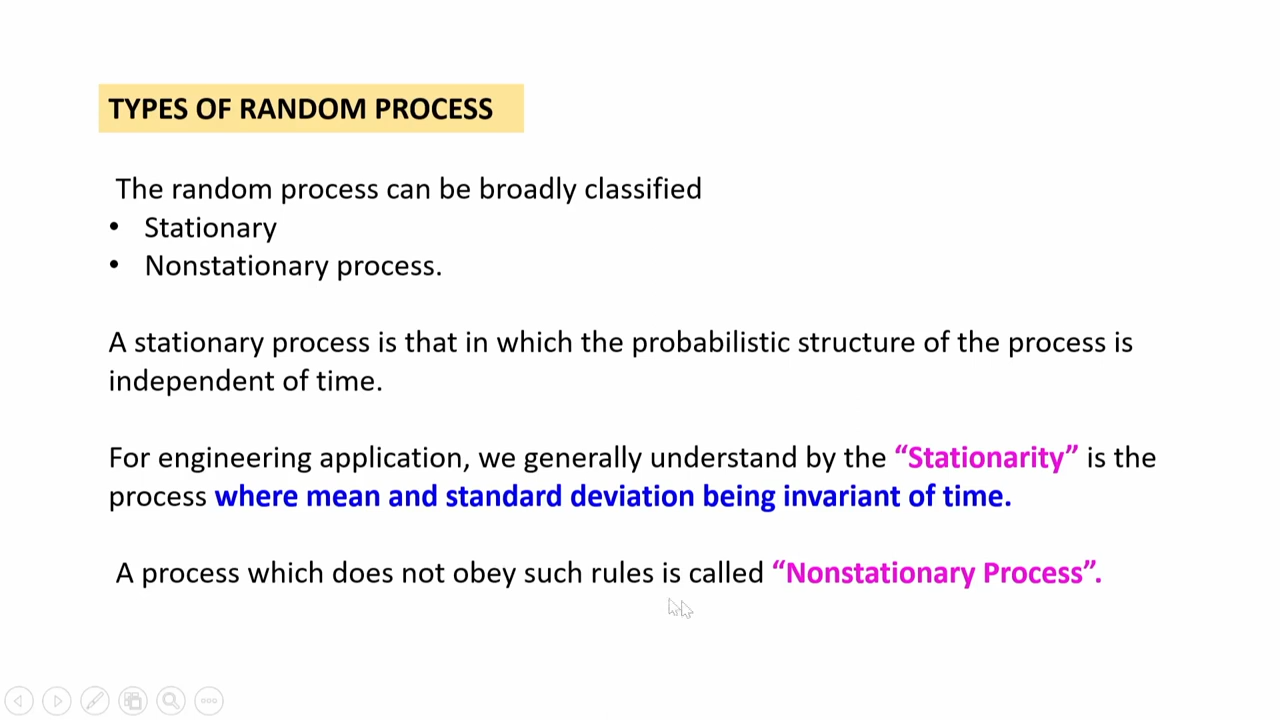 TYPES OF RANDOM PROCESS
The random process can be broadly classified
• Stationary
• Nonstationary process.
A stationary process is that in which the probabilistic structure of the process is
independent of time.
For engineering application, we generally understand by the “Stationarity” is the
process where mean and standard deviation being invariant of time.
A process which does not obey such rules is called “Nonstationary Process”.